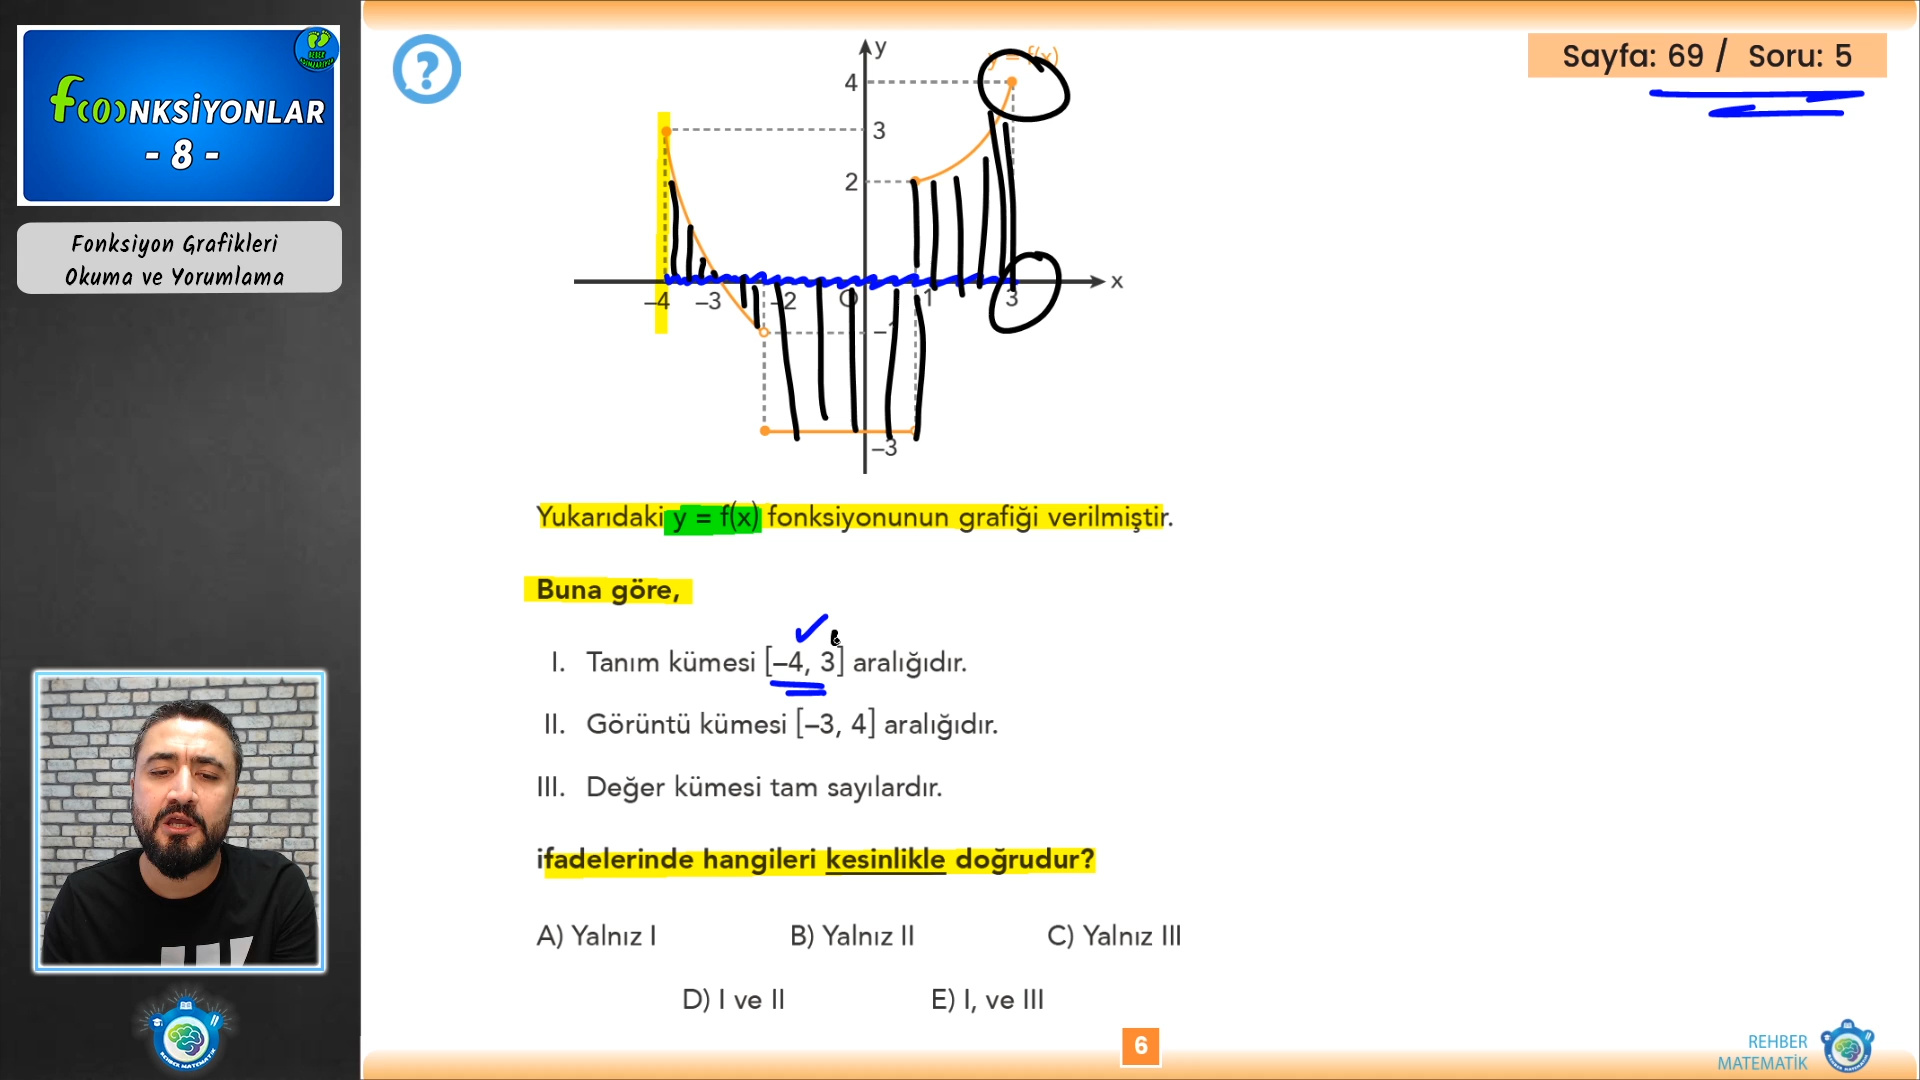 f(x)NKSİYONLAR
- 8 -
Fonksiyon Grafikleri
Okuma ve Yorumlama
Sayfa: 69 / Soru: 5
y
y = f(x)
4
3
2
-4 -3 -2 O 1 3 x
-1
-3
Yukarıdaki y = f(x) fonksiyonunun grafiği verilmiştir.
Buna göre,
I. Tanım kümesi [-4, 3] aralığıdır.
II. Görüntü kümesi [-3, 4] aralığıdır.
III. Değer kümesi tam sayılardır.
ifadelerinde hangileri kesinlikle doğrudur?
A) Yalnız I B) Yalnız II C) Yalnız III
D) I ve II E) I, ve III
6
REHBER
MATEMATİK
REHBER MATEMATİK